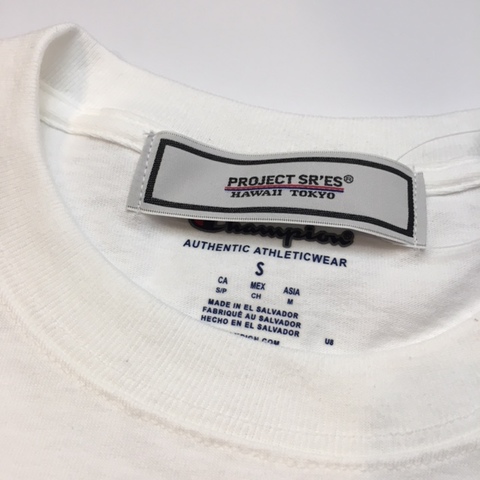 PROJECT SR'ES®
HAWAII TOKYO
Champion
AUTHENTIC ATHLETICWEAR
S
CA MEX ASIA
S/P CH M
MADE IN EL SALVADOR
FABRIQUÉ AU SALVADOR
HECHO EN EL SALVADOR
US